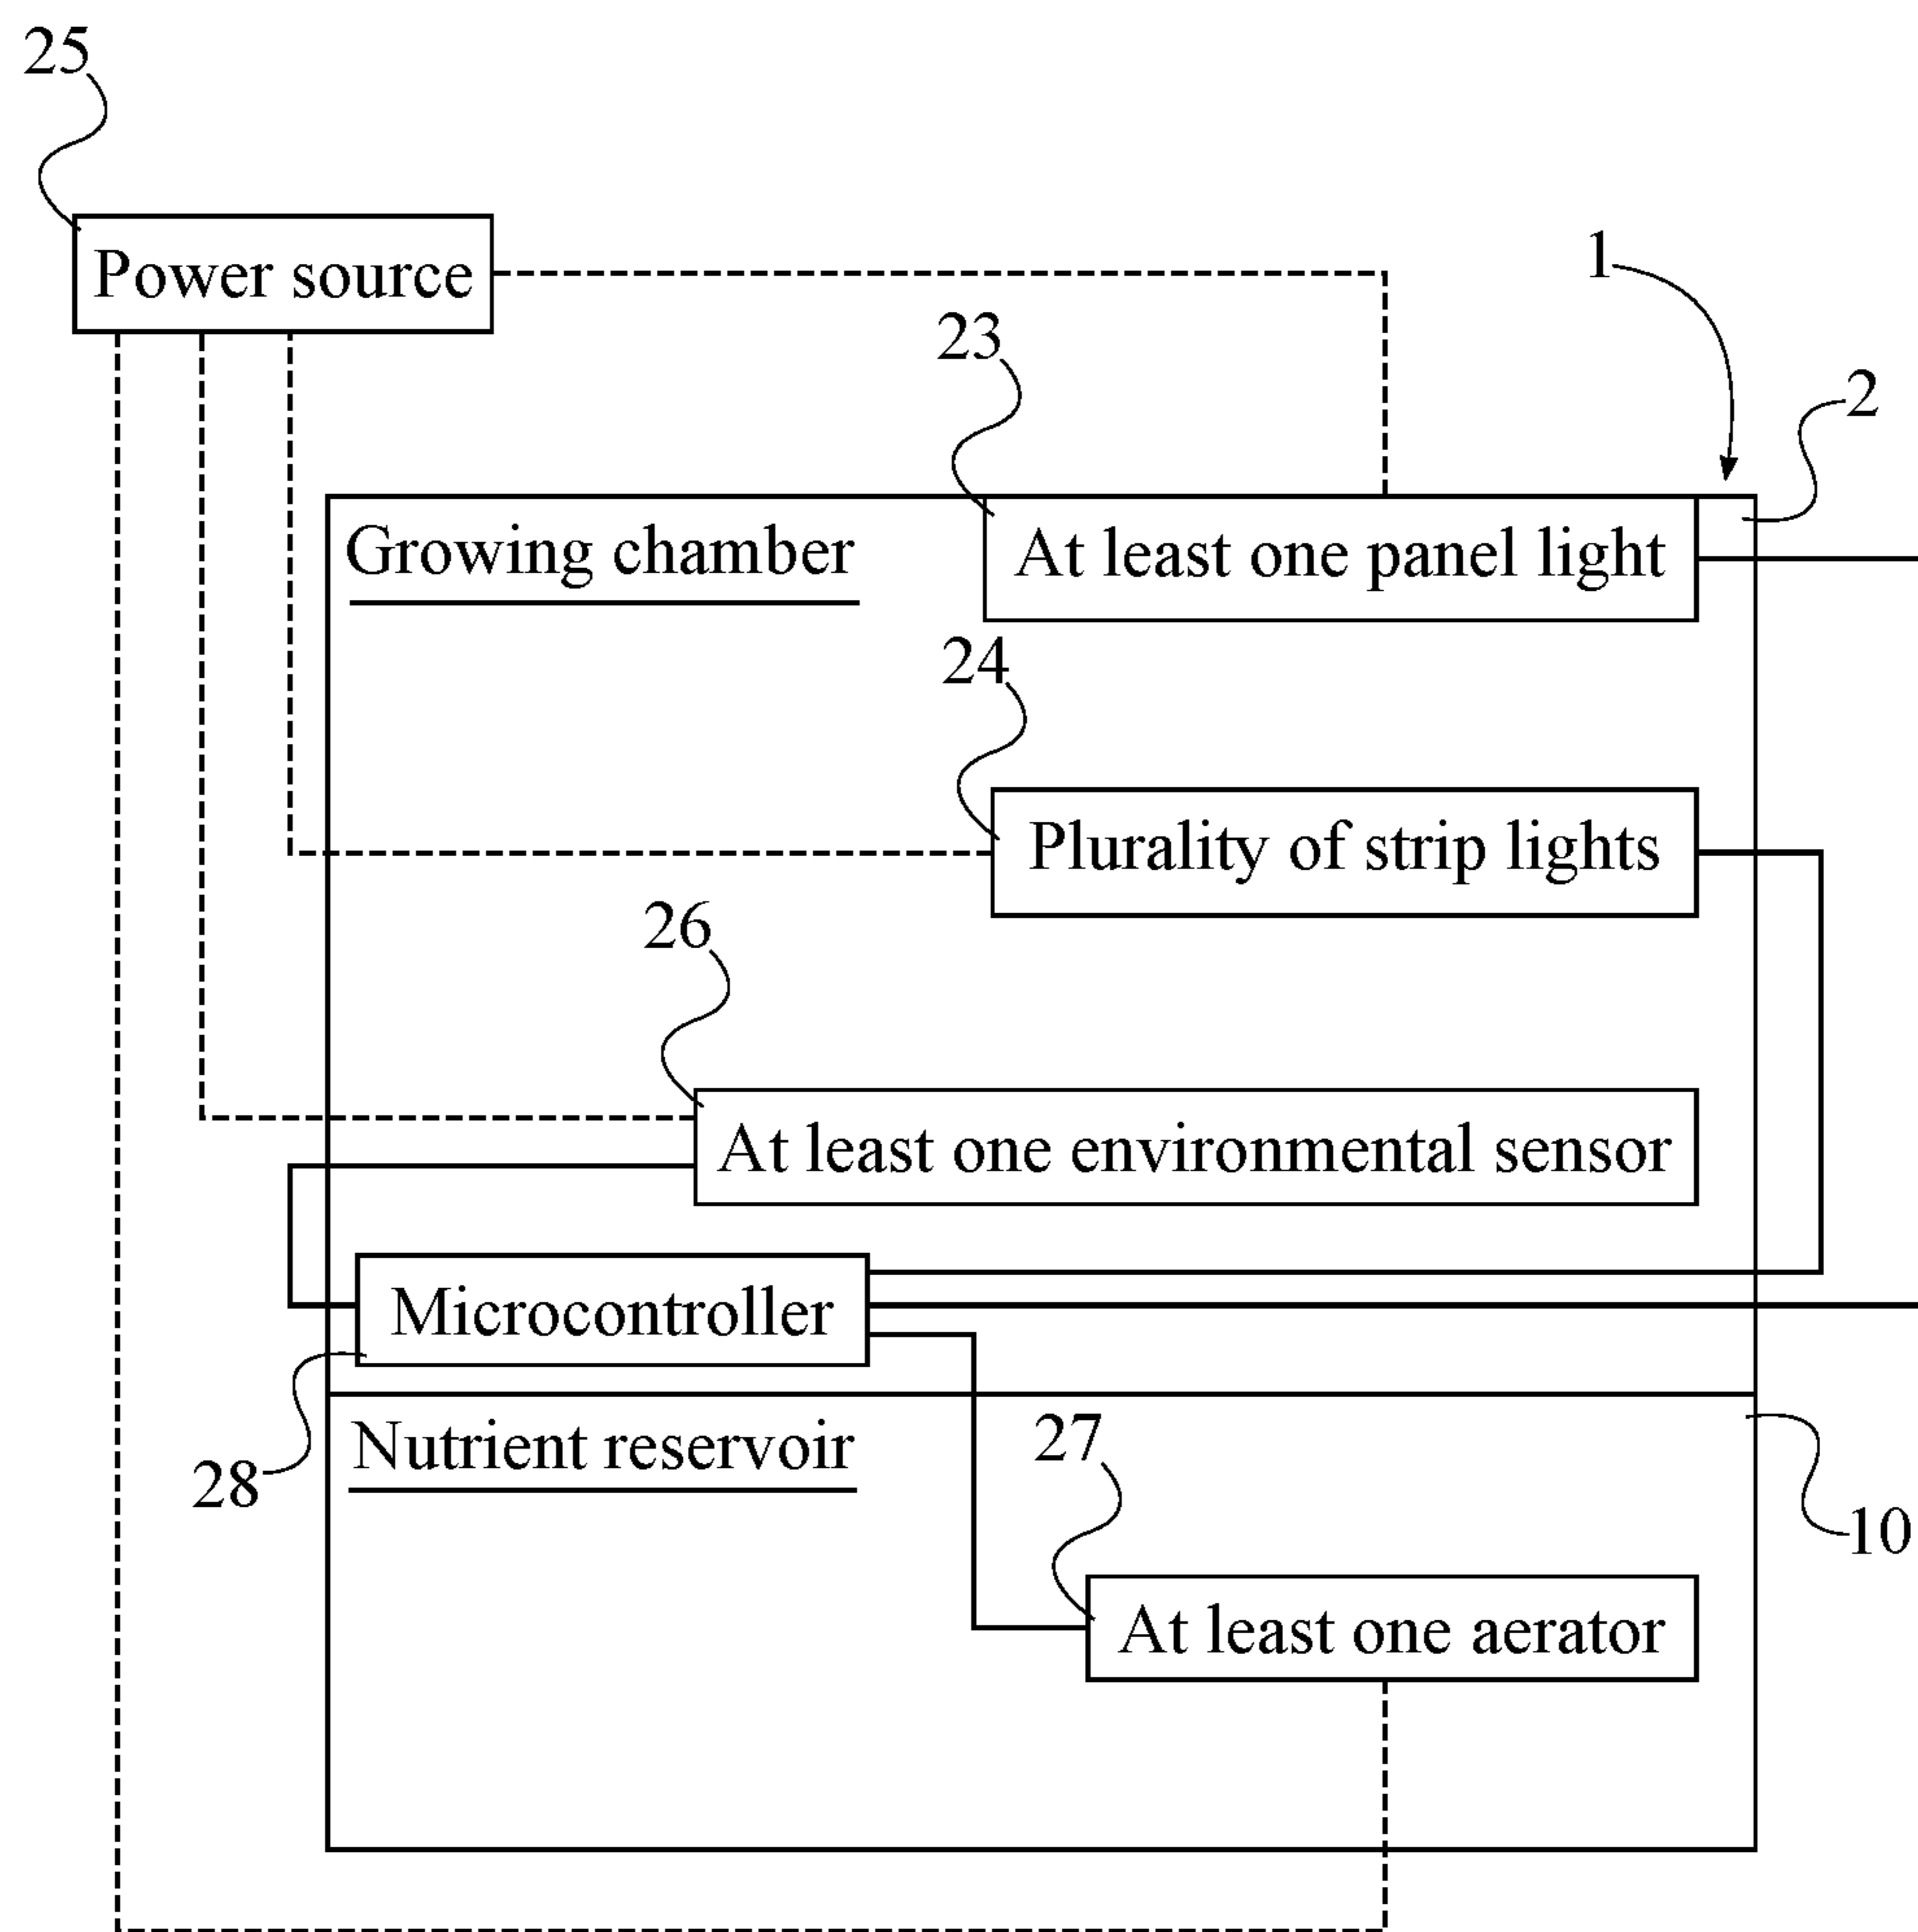 25
Power source
1
23
2
Growing chamber
At least one panel light
24
Plurality of strip lights
26
At least one environmental sensor
Microcontroller
28
Nutrient reservoir
27
10
At least one aerator